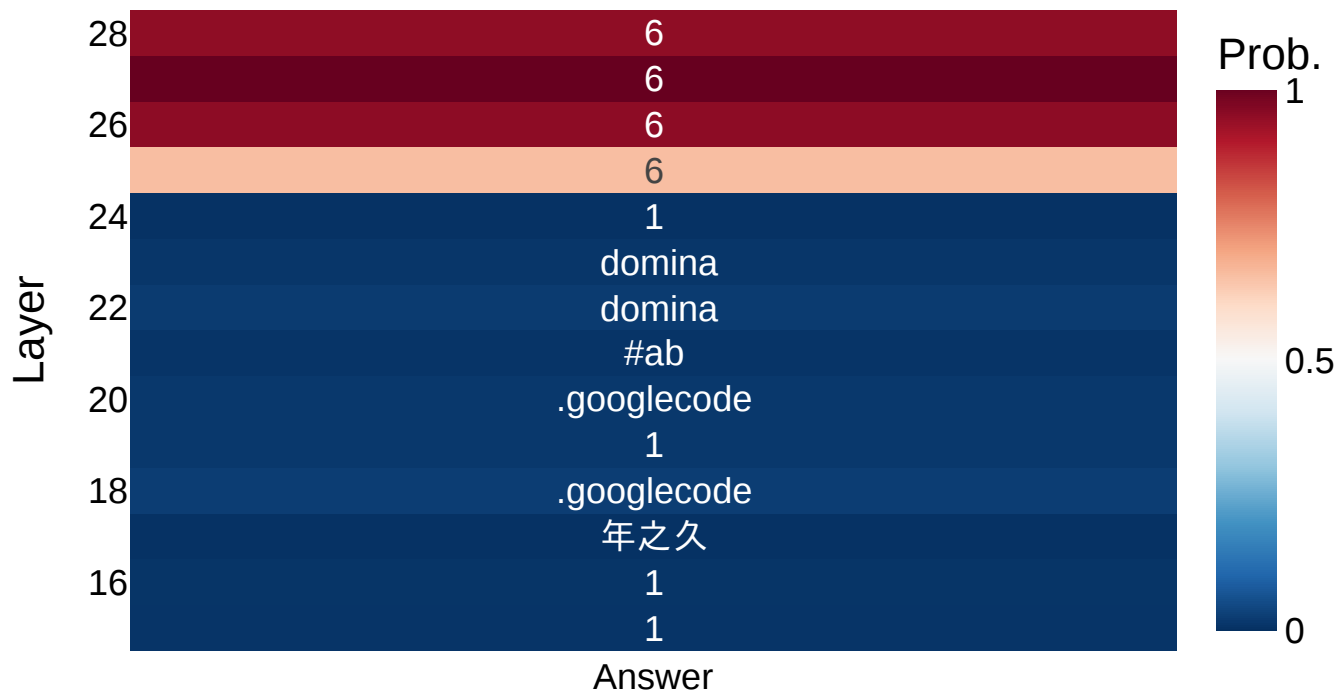 28 6
6
26 6
6
24 1
domina
22 domina
#ab
20 .googlecode
1
18 .googlecode
年之久
16 1
1
Answer
Layer
Prob.
1
0.5
0